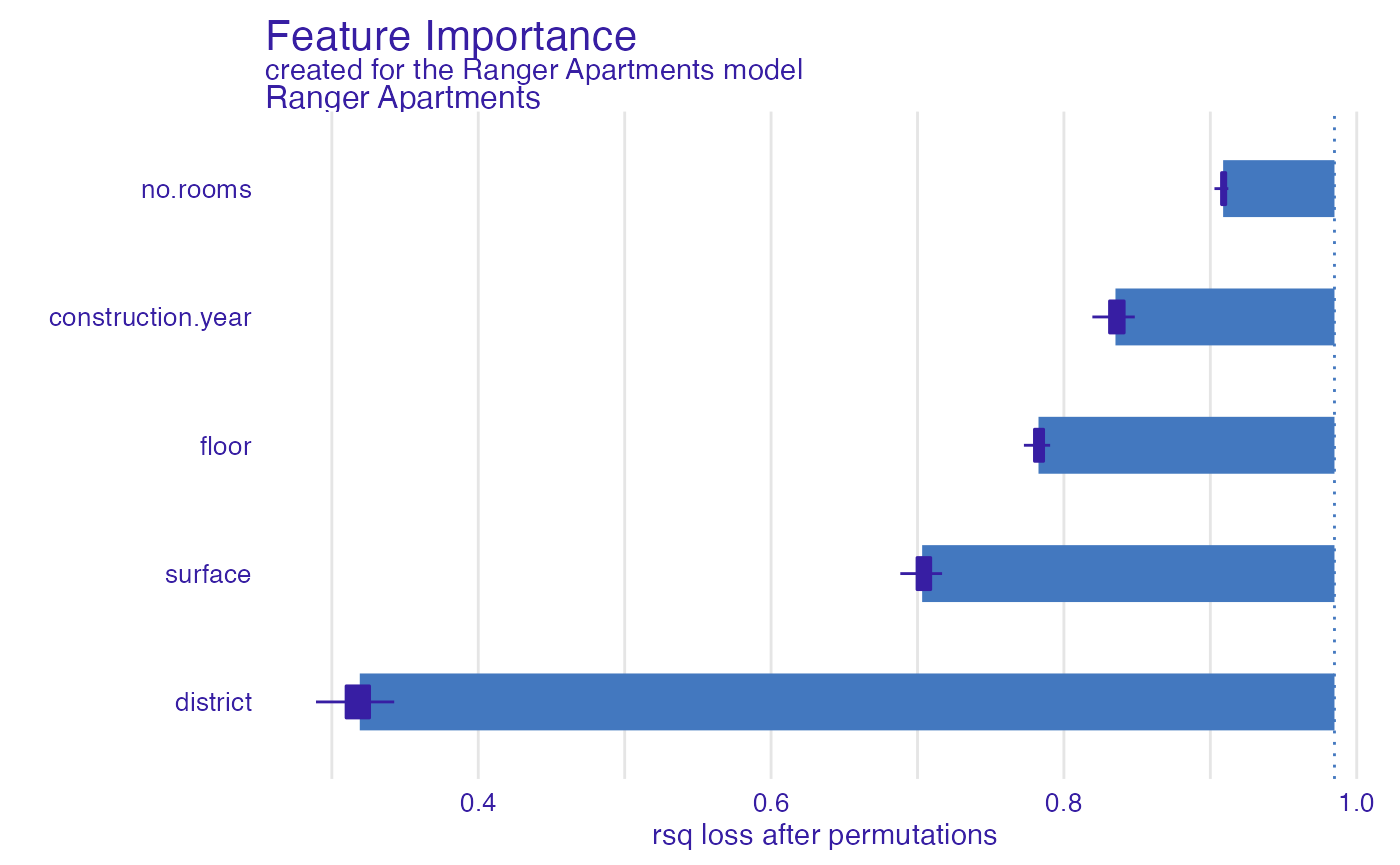 Feature Importance
created for the Ranger Apartments model
Ranger Apartments
no.rooms
construction.year
floor
surface
district
0.4 0.6 0.8 1.0
rsq loss after permutations